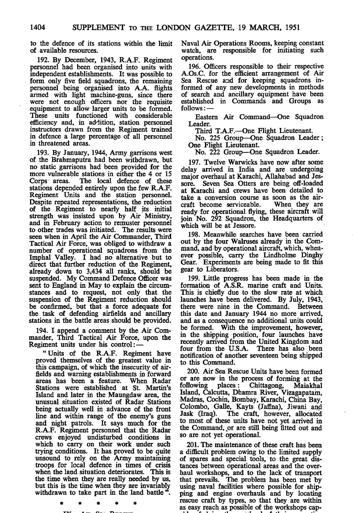 1404 SUPPLEMENT TO THE LONDON GAZETTE, 19 MARCH, 1951
to the defence of its stations within the limit
of available resources.
192. By December, 1943, R.A.F. Regiment
personnel had been organised into units with
independent establishments. It was possible to
form only five field squadrons, the remaining
personnel being organised into A.A. flights
armed with light machine-guns, since there
were not enough officers nor the requisite
equipment to allow larger units to be formed.
These units functioned with considerable
efficiency and, in addition, station personnel
instructors drawn from the Regiment trained
in defence a large percentage of all personnel
in threatened areas.
193. By January, 1944, Army garrisons west
of the Brahmaputra had been withdrawn, but
no static garrisons had been provided for the
more vulnerable stations in either the 4 or 15
Corps areas. The local defence of these
stations depended entirely upon the few R.A.F.
Regiment Units and the station personnel.
Despite repeated representations, the reduction
of the Regiment to nearly half its initial
strength was insisted upon by Air Ministry,
and in February action to remuster personnel
to other trades was initiated. The results were
seen when in April the Air Commander, Third
Tactical Air Force, was obliged to withdraw a
number of operational squadrons from the
Imphal Valley. I had no alternative but to
direct that further reduction of the Regiment,
already down to 3,434 all ranks, should be
suspended. My Command Defence Officer was
sent to England in May to explain the circum-
stances and to request, not only that the
suspension of the Regiment reduction should
be confirmed, but that a force adequate for
the task of defending airfields and ancillary
stations in the battle areas should be provided.
194. I append a comment by the Air Com-
mander, Third Tactical Air Force, upon the
Regiment units under his control:—
" Units of the R.A.F. Regiment have
proved themselves of the greatest value in
this campaign, of which the insecurity of air-
fields and warning establishments in forward
areas has been a feature. When Radar
Stations were established at St. Martin's
Island and later in the Maungdaw area, the
unusual situation existed of Radar Stations
being actually well in advance of the front
line and within range of the enemy's guns
and night patrols. It says much for the
R.A.F. Regiment personnel that the Radar
crews enjoyed undisturbed conditions in
which to carry on their work under such
trying conditions. It has proved to be quite
unsound to rely on the Army maintaining
troops for local defence in times of crisis
when the land situation deteriorates. This is
the time when they are really needed by us,
but this is the time when they are invariably
withdrawn to take part in the land battle ".
* * * * *
Naval Air Operations Rooms, keeping constant
watch, are responsible for initiating such
operations.
196. Officers responsible to their respective
A.Os.C. for the efficient arrangement of Air
Sea Rescue and for keeping squadrons in-
formed of any new developments in methods
of search and ancillary equipment have been
established in Commands and Groups as
follows:—
Eastern Air Command—One Squadron
Leader.
Third T.A.F.—One Flight Lieutenant.
No. 225 Group—One Squadron Leader;
One Flight Lieutenant.
No. 222 Group—One Squadron Leader.
197. Twelve Warwicks have now after some
delay arrived in India and are undergoing
major overhaul at Karachi, Allahabad and Jes-
sore. Seven Sea Otters are being off-loaded
at Karachi and crews have been detailed to
take a conversion course as soon as the air-
craft become serviceable. When they are
ready for operational flying, these aircraft will
join No. 292 Squadron, the Headquarters of
which will be at Jessore.
198. Meanwhile searches have been carried
out by the four Walruses already in the Com-
mand, and by operational aircraft, which, when-
ever possible, carry the Lindholme Dinghy
Gear. Experiments are being made to fit this
gear to Liberators.
199. Little progress has been made in the
formation of A.S.R. marine craft and Units.
This is chiefly due to the slow rate at which
launches have been delivered. By July, 1943,
there were nine in the Command. Between
this date and January 1944 no more arrived,
and as a consequence no additional units could
be formed. With the improvement, however,
in the shipping position, four launches have
recently arrived from the United Kingdom and
four from the U.S.A. There has also been
notification of another seventeen being shipped
to this Command.
200. Air Sea Rescue Units have been formed
or are now in the process of forming at the
following places: Chittagong, Maiskhal
Island, Calcutta, Dhamra River, Vizagapatam,
Madras, Cochin, Bombay, Karachi, China Bay,
Colombo, Galle, Kayts (Jaffna), Jiwani and
Jask (Iraq). The craft, however, allocated
to most of these units have not yet arrived in
the Command, or are still being fitted out and
so are not yet operational.
201. The maintenance of these craft has been
a difficult problem owing to the limited supply
of spares and special tools, to the great dis-
tances between operational areas and the over-
haul workshops, and to the lack of transport
that prevails. The problem has been met by
using naval facilities where possible for ship-
ping and engine overhauls and by locating
rescue craft by types, so that they are within
as easy reach as possible of the workshops cap-